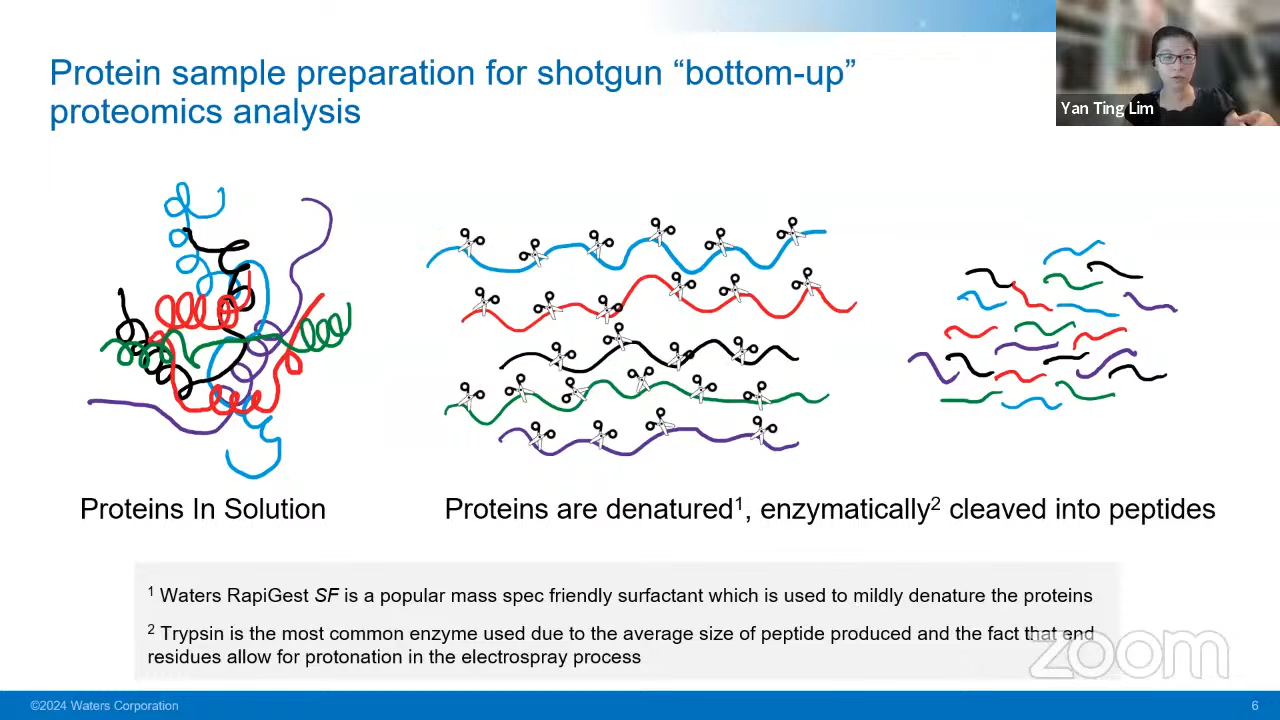 Protein sample preparation for shotgun “bottom-up”
proteomics analysis
Yan Ting Lim
Proteins In Solution
Proteins are denatured¹, enzymatically² cleaved into peptides
¹ Waters RapiGest SF is a popular mass spec friendly surfactant which is used to mildly denature the proteins
² Trypsin is the most common enzyme used due to the average size of peptide produced and the fact that end
residues allow for protonation in the electrospray process
zoom
©2024 Waters Corporation
6